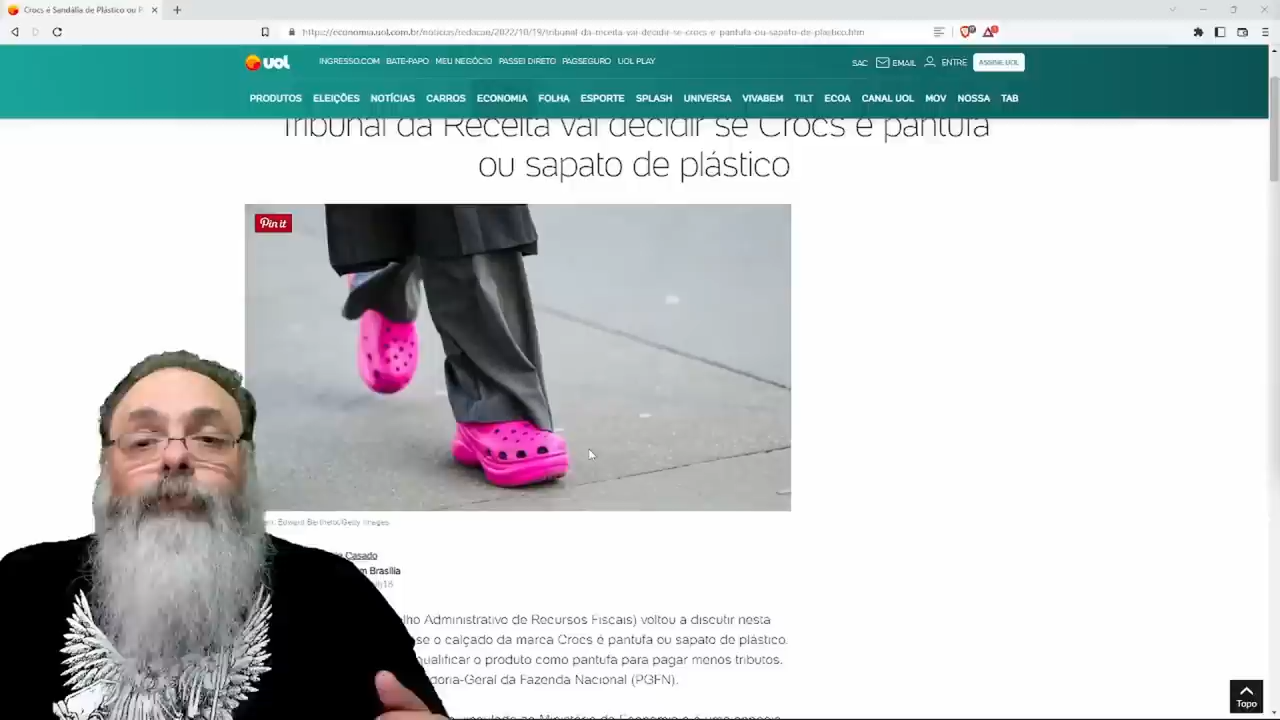 Crocs é Sandália de Plástico ou P
https://economia.uol.com.br/noticias/redacao/2022/10/19/tribunal-da-receita-vai-decidir-se-crocs-e-pantufa-ou-sapato-de-plastico.htm
UOL
INGRESSO.COM BATE-PAPO MEU NEGÓCIO PASSEI DIRETO PAGSEGURO UOL PLAY
SAC EMAIL ENTRE ASSINE UOL
PRODUTOS ELEIÇÕES NOTÍCIAS CARROS ECONOMIA FOLHA ESPORTE SPLASH UNIVERSA VIVABEM TILT ECOA CANAL UOL MOV NOSSA TAB
Tribunal da Receita vai decidir se Crocs é pantufa
ou sapato de plástico
Pin it
Edward Berthelot/Getty Images
Casado
m Brasília
lho Administrativo de Recursos Fiscais) voltou a discutir nesta
se o calçado da marca Crocs é pantufa ou sapato de plástico.
qualificar o produto como pantufa para pagar menos tributos.
doria-Geral da Fazenda Nacional (PGFN).
Topo